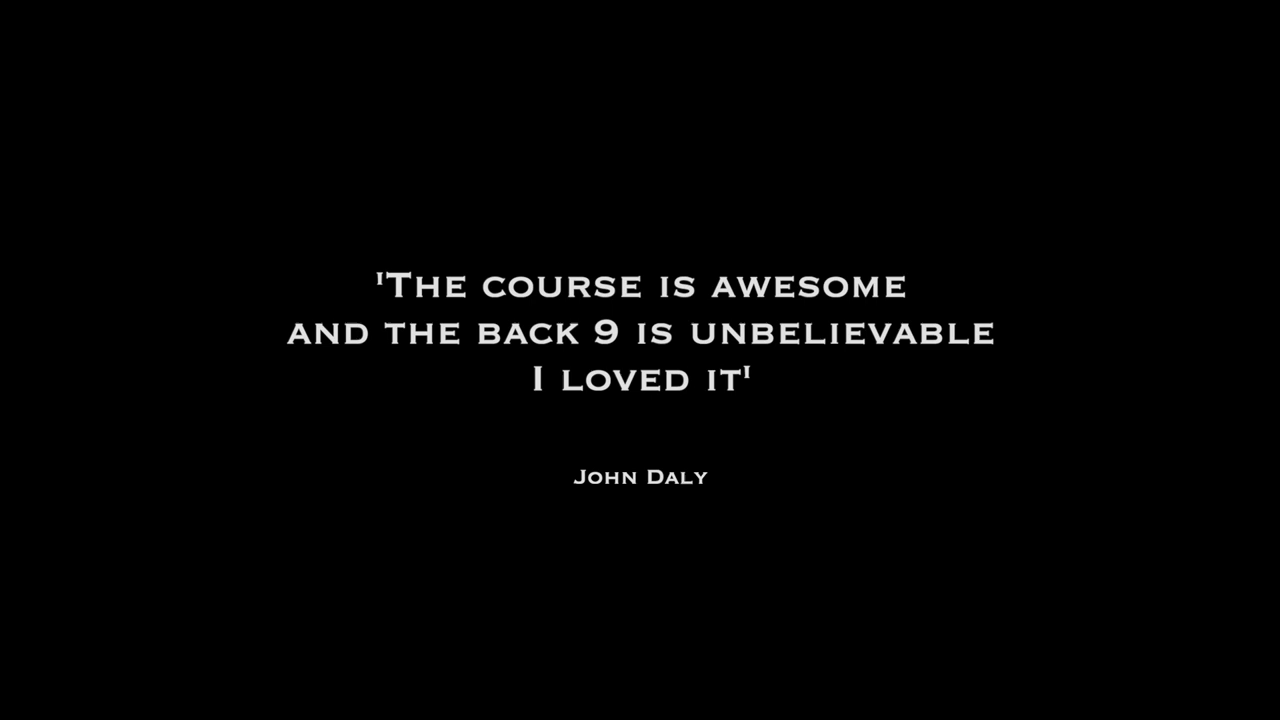 'The course is awesome
and the back 9 is unbelievable
I loved it'
John Daly